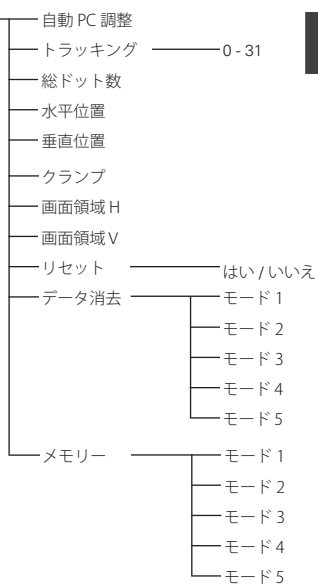 自動 PC 調整
トラッキング 0 - 31
総ドット数
水平位置
垂直位置
クランプ
画面領域 H
画面領域 V
リセット はい / いいえ
データ消去 モード 1
モード 2
モード 3
モード 4
モード 5
メモリー モード 1
モード 2
モード 3
モード 4
モード 5